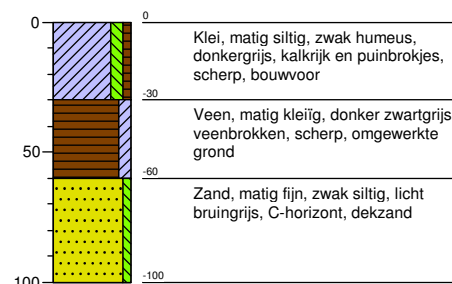 0
0
Klei, matig siltig, zwak humeus,
donkergrijs, kalkrijk en puinbrokjes,
scherp, bouwvoor
-30
Veen, matig kleiïg, donker zwartgrijs
veenbrokken, scherp, omgewerkte
grond
50
-60
Zand, matig fijn, zwak siltig, licht
bruingrijs, C-horizont, dekzand
100
-100